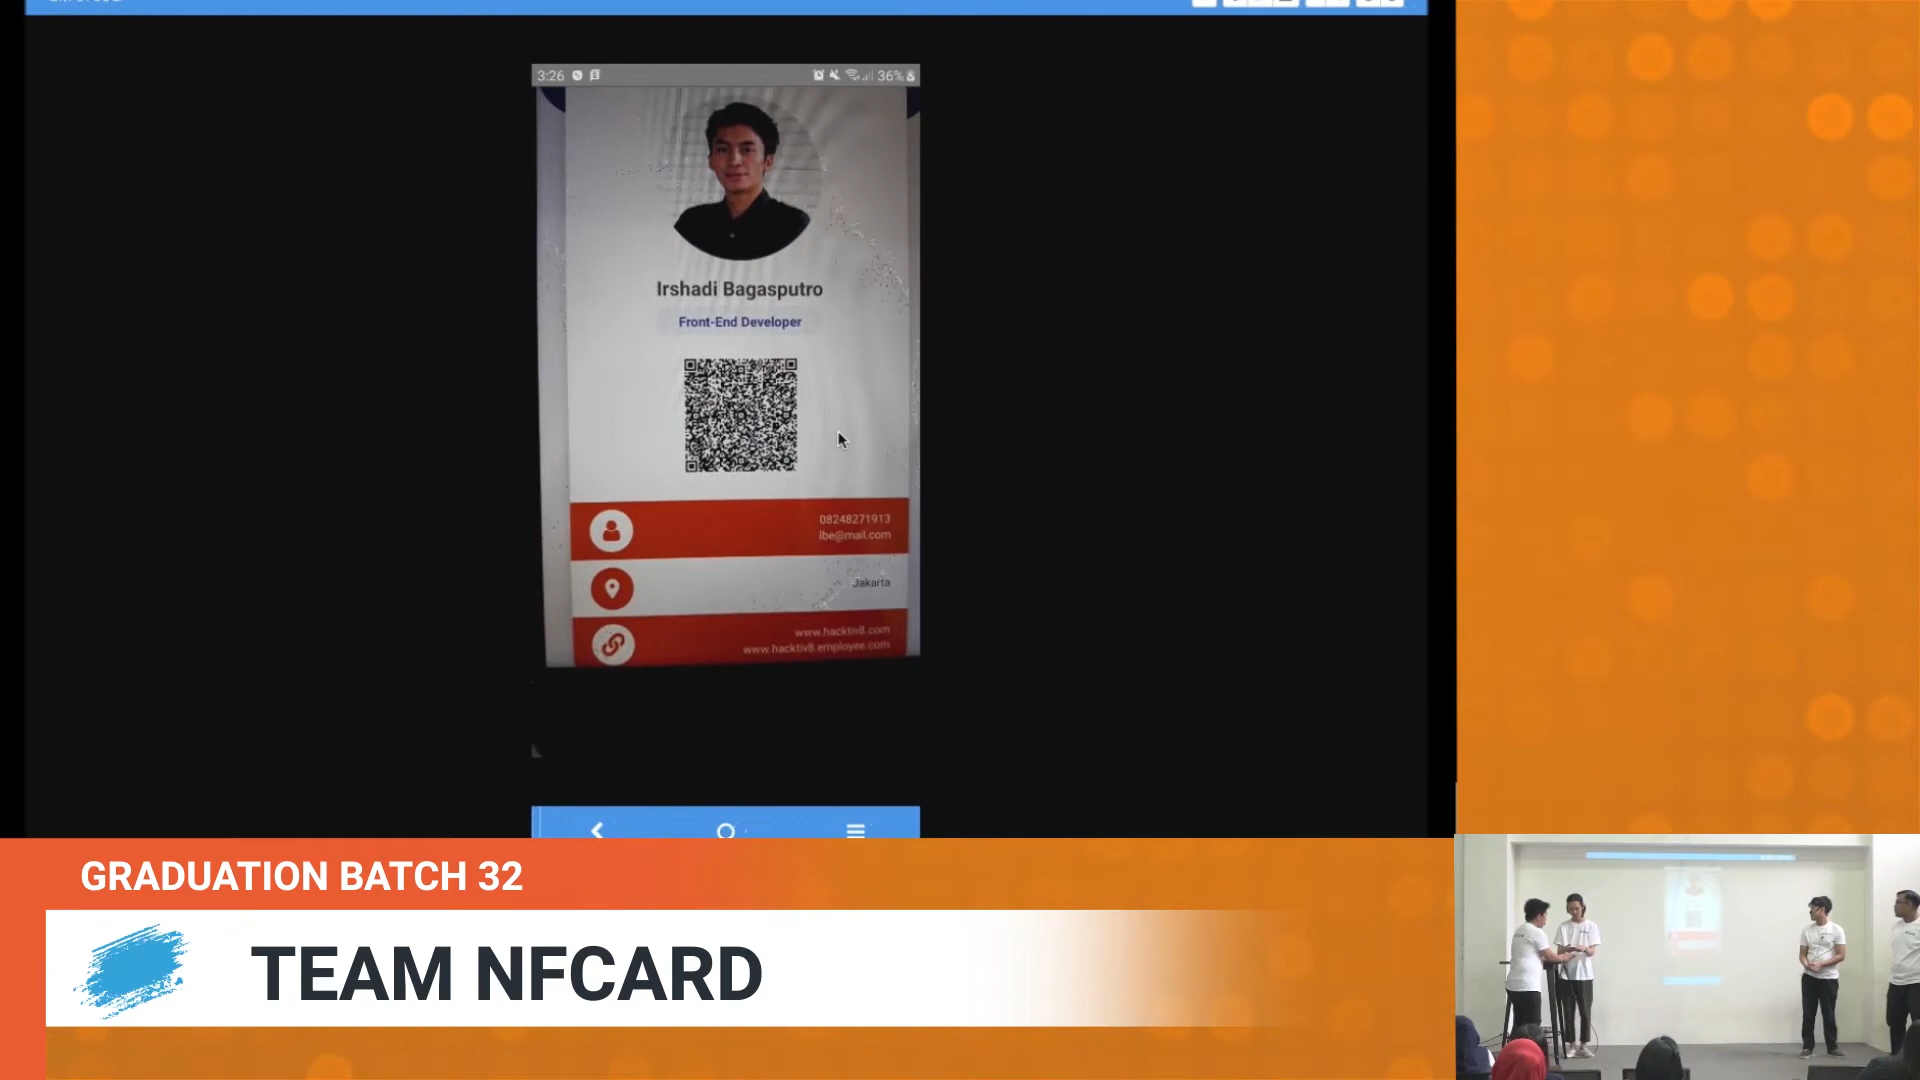 3:26
36%
Irshadi Bagasputro
Front-End Developer
08248271913
ibe@mail.com
Jakarta
www.hacktiv8.com
www.hacktiv8.employee.com
GRADUATION BATCH 32
TEAM NFCARD